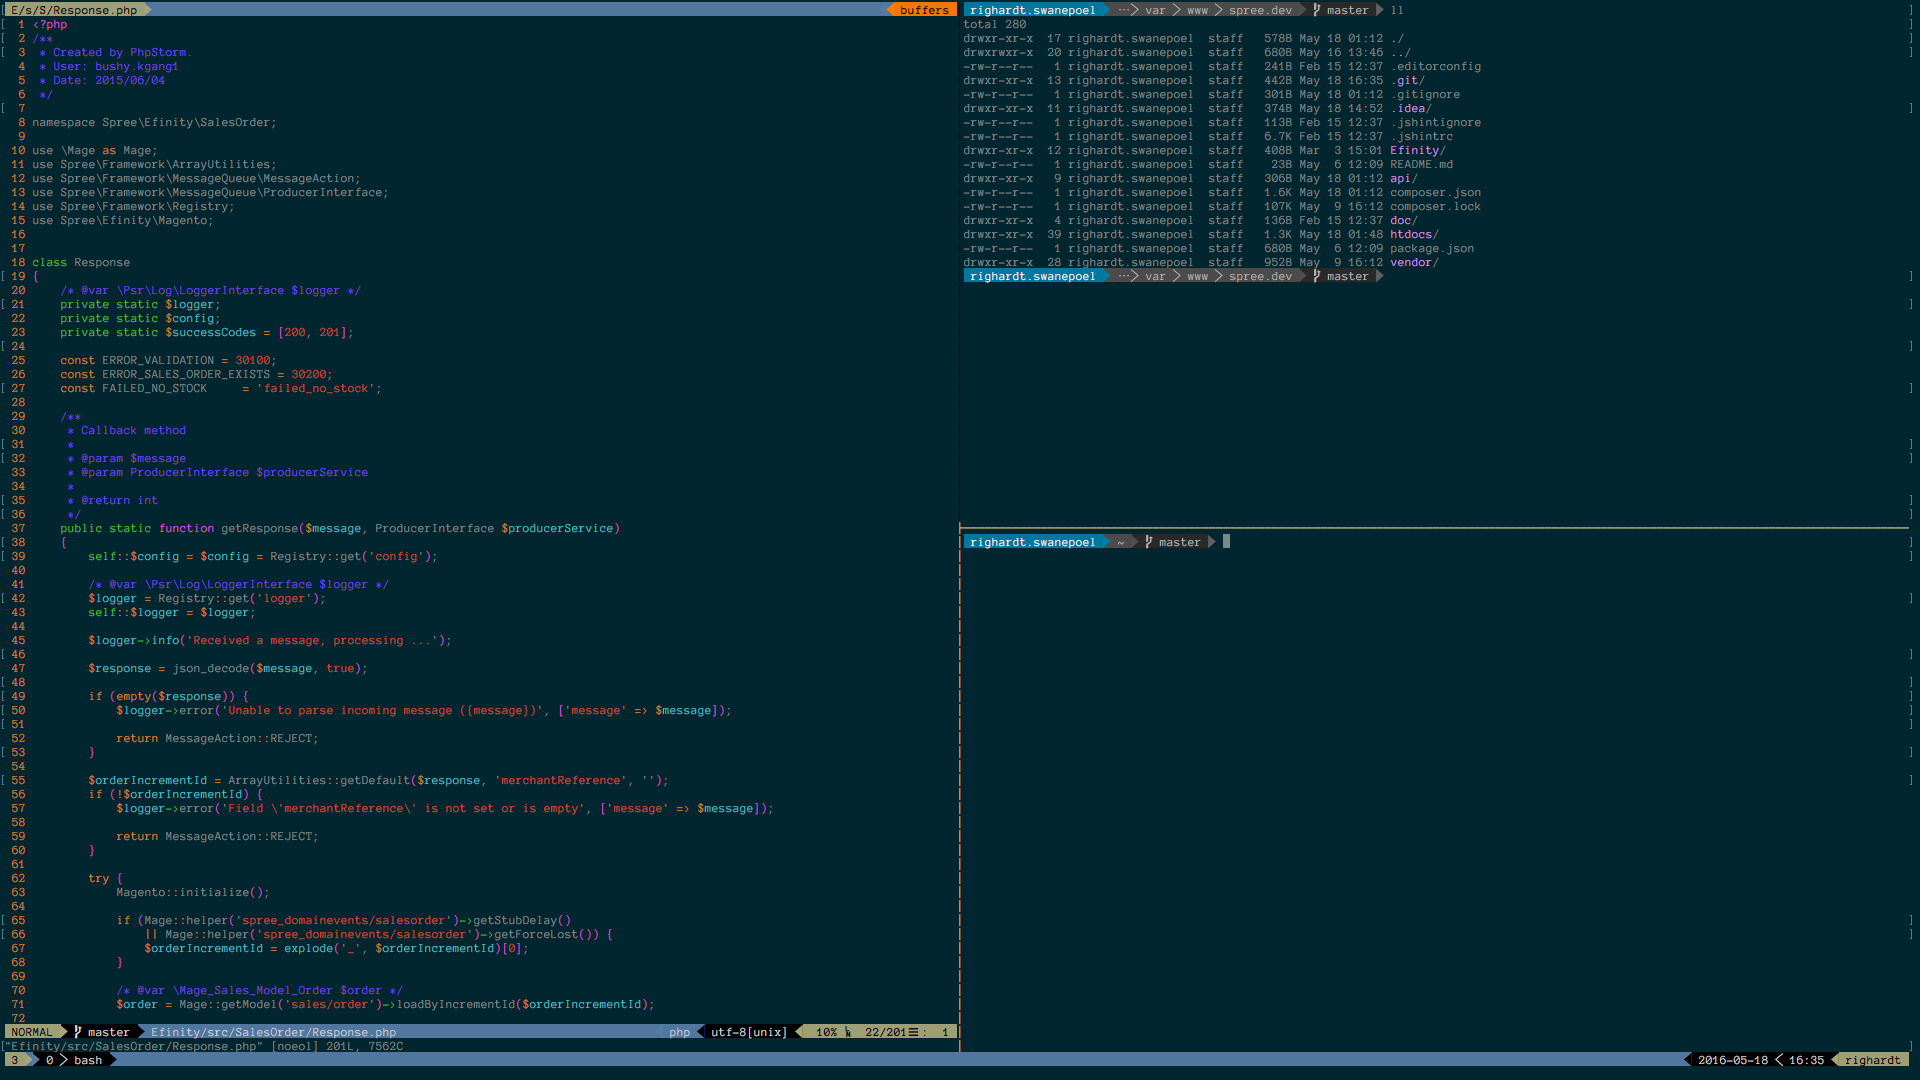 E/s/S/Response.php buffers
1 <?php
2 /**
3  * Created by PhpStorm.
4  * User: bushy.kgang1
5  * Date: 2015/06/04
6  */
7
8 namespace Spree\Efinity\SalesOrder;
9
10 use \Mage as Mage;
11 use Spree\Framework\ArrayUtilities;
12 use Spree\Framework\MessageQueue\MessageAction;
13 use Spree\Framework\MessageQueue\ProducerInterface;
14 use Spree\Framework\Registry;
15 use Spree\Efinity\Magento;
16
17
18 class Response
19 {
20     /* @var \Psr\Log\LoggerInterface $logger */
21     private static $logger;
22     private static $config;
23     private static $successCodes = [200, 201];
24
25     const ERROR_VALIDATION = 30100;
26     const ERROR_SALES_ORDER_EXISTS = 30200;
27     const FAILED_NO_STOCK     = 'failed_no_stock';
28
29     /**
30      * Callback method
31      *
32      * @param $message
33      * @param ProducerInterface $producerService
34      *
35      * @return int
36      */
37     public static function getResponse($message, ProducerInterface $producerService)
38     {
39         self::$config = $config = Registry::get('config');
40
41         /* @var \Psr\Log\LoggerInterface $logger */
42         $logger = Registry::get('logger');
43         self::$logger = $logger;
44
45         $logger->info('Received a message, processing ...');
46
47         $response = json_decode($message, true);
48
49         if (empty($response)) {
50             $logger->error('Unable to parse incoming message ({message})', ['message' => $message]);
51
52             return MessageAction::REJECT;
53         }
54
55         $orderIncrementId = ArrayUtilities::getDefault($response, 'merchantReference', '');
56         if (!$orderIncrementId) {
57             $logger->error('Field \'merchantReference\' is not set or is empty', ['message' => $message]);
58
59             return MessageAction::REJECT;
60         }
61
62         try {
63             Magento::initialize();
64
65             if (Mage::helper('spree_domainevents/salesorder')->getStubDelay()
66                 || Mage::helper('spree_domainevents/salesorder')->getForceLost()) {
67                 $orderIncrementId = explode('_', $orderIncrementId)[0];
68             }
69
70             /* @var \Mage_Sales_Model_Order $order */
71             $order = Mage::getModel('sales/order')->loadByIncrementId($orderIncrementId);
72
NORMAL master Efinity/src/SalesOrder/Response.php php utf-8[unix] 10% 22/201☰ : 1
"Efinity/src/SalesOrder/Response.php" [noeol] 201L, 7562C
righardt.swanepoel ⋯ var www spree.dev master ll
total 280
drwxr-xr-x  17 righardt.swanepoel  staff   578B May 18 01:12 ./
drwxrwxr-x  20 righardt.swanepoel  staff   680B May 16 13:46 ../
-rw-r--r--   1 righardt.swanepoel  staff   241B Feb 15 12:37 .editorconfig
drwxr-xr-x  13 righardt.swanepoel  staff   442B May 18 16:35 .git/
-rw-r--r--   1 righardt.swanepoel  staff   301B May 18 01:12 .gitignore
drwxr-xr-x  11 righardt.swanepoel  staff   374B May 18 14:52 .idea/
-rw-r--r--   1 righardt.swanepoel  staff   113B Feb 15 12:37 .jshintignore
-rw-r--r--   1 righardt.swanepoel  staff   6.7K Feb 15 12:37 .jshintrc
drwxr-xr-x  12 righardt.swanepoel  staff   408B Mar  3 15:01 Efinity/
-rw-r--r--   1 righardt.swanepoel  staff    23B May  6 12:09 README.md
drwxr-xr-x   9 righardt.swanepoel  staff   306B May 18 01:12 api/
-rw-r--r--   1 righardt.swanepoel  staff   1.6K May 18 01:12 composer.json
-rw-r--r--   1 righardt.swanepoel  staff   107K May  9 16:12 composer.lock
drwxr-xr-x   4 righardt.swanepoel  staff   136B Feb 15 12:37 doc/
drwxr-xr-x  39 righardt.swanepoel  staff   1.3K May 18 01:48 htdocs/
-rw-r--r--   1 righardt.swanepoel  staff   680B May  6 12:09 package.json
drwxr-xr-x  28 righardt.swanepoel  staff   952B May  9 16:12 vendor/
righardt.swanepoel ⋯ var www spree.dev master
righardt.swanepoel ~ master
3 0 bash 2016-05-18 16:35 righardt